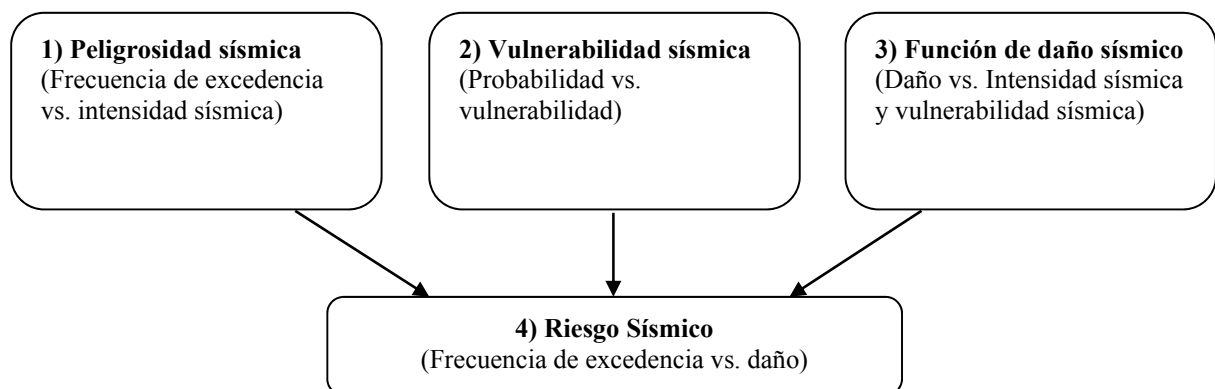 1) Peligrosidad sísmica
(Frecuencia de excedencia
vs. intensidad sísmica)
2) Vulnerabilidad sísmica
(Probabilidad vs.
vulnerabilidad)
3) Función de daño sísmico
(Daño vs. Intensidad sísmica
y vulnerabilidad sísmica)
4) Riesgo Sísmico
(Frecuencia de excedencia vs. daño)